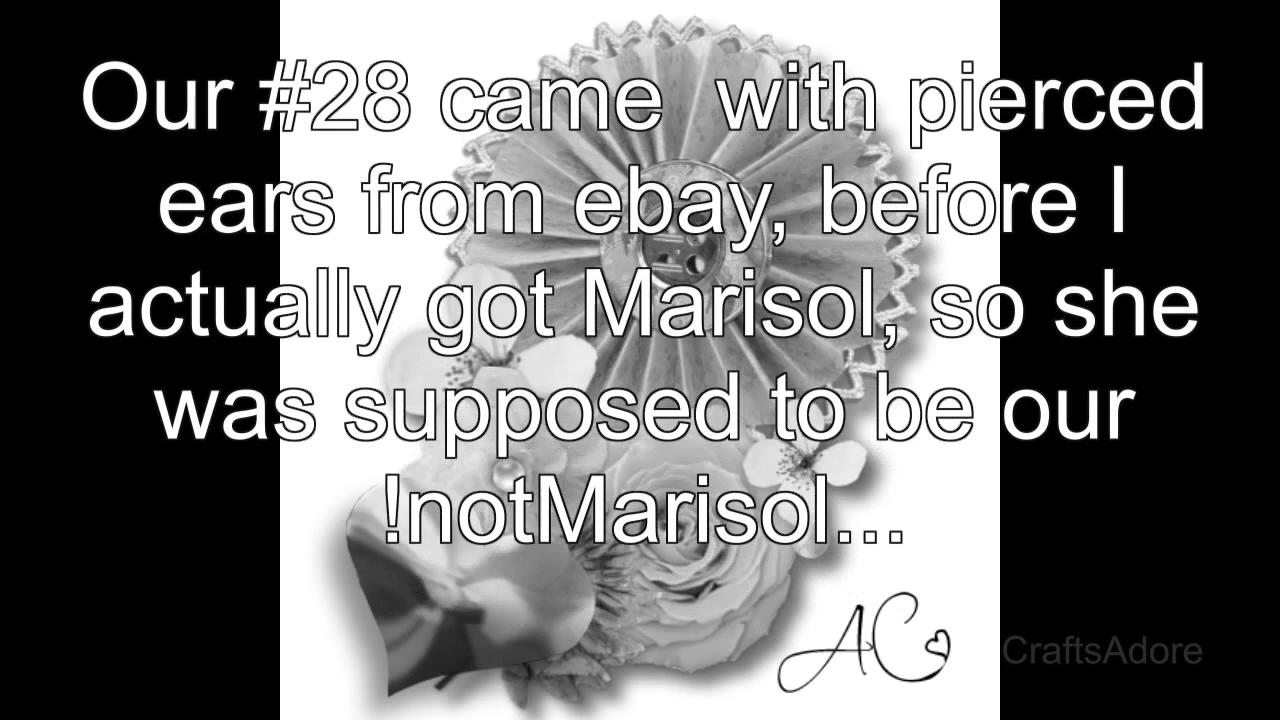 Our #28 came  with pierced
ears from ebay, before I
actually got Marisol, so she
was supposed to be our
!notMarisol...
AC
CraftsAdore